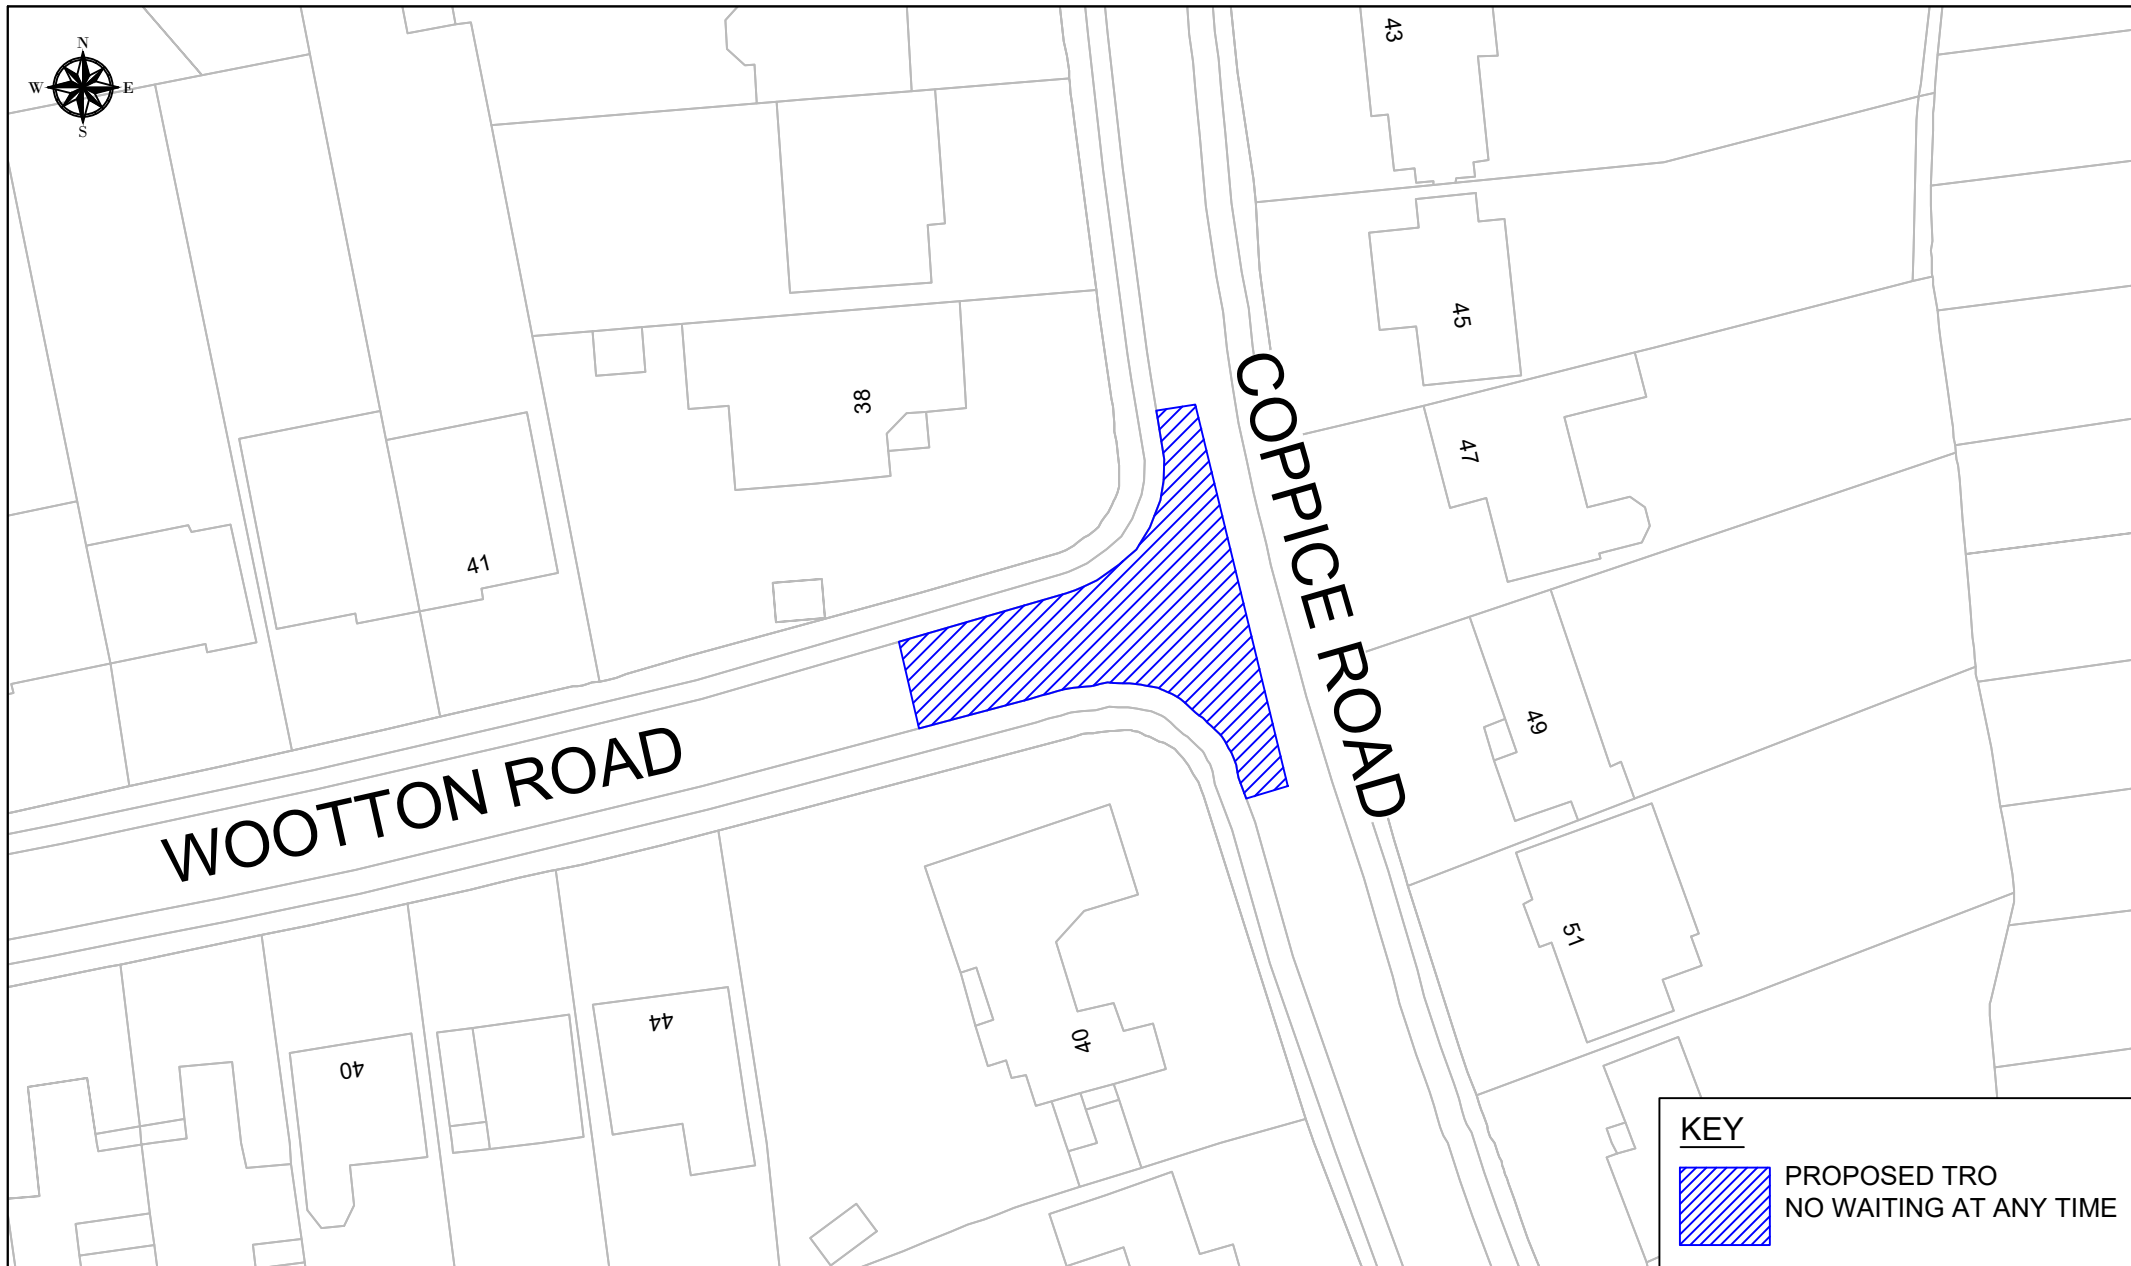 N
W E
S
43
45
38
47
41
COPPICE ROAD
49
WOOTTON ROAD
51
44
40
40
KEY
PROPOSED TRO
NO WAITING AT ANY TIME